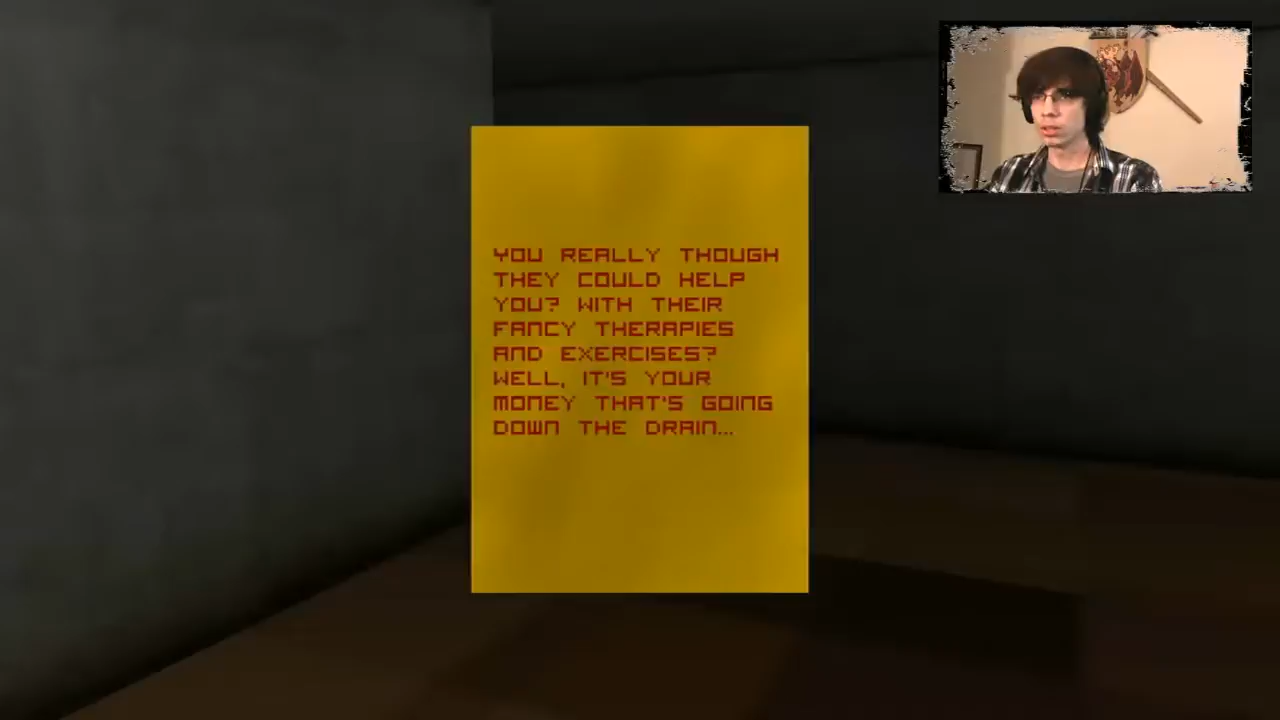 YOU REALLY THOUGH
THEY COULD HELP
YOU? WITH THEIR
FANCY THERAPIES
AND EXERCISES?
WELL, IT'S YOUR
MONEY THAT'S GOING
DOWN THE DRAIN...